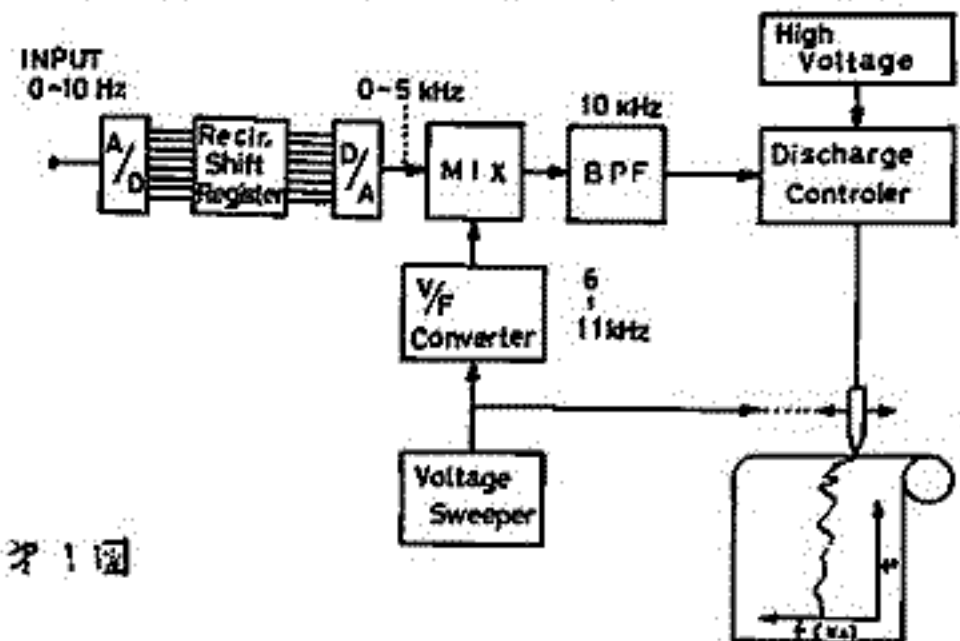 INPUT
0~10 Hz
A/D
Recir.
Shift
Register
D/A
0~5 kHz
MIX
10 kHz
BPF
High
Voltage
Discharge
Controler
V/F
Converter
6
11kHz
Voltage
Sweeper
1 図